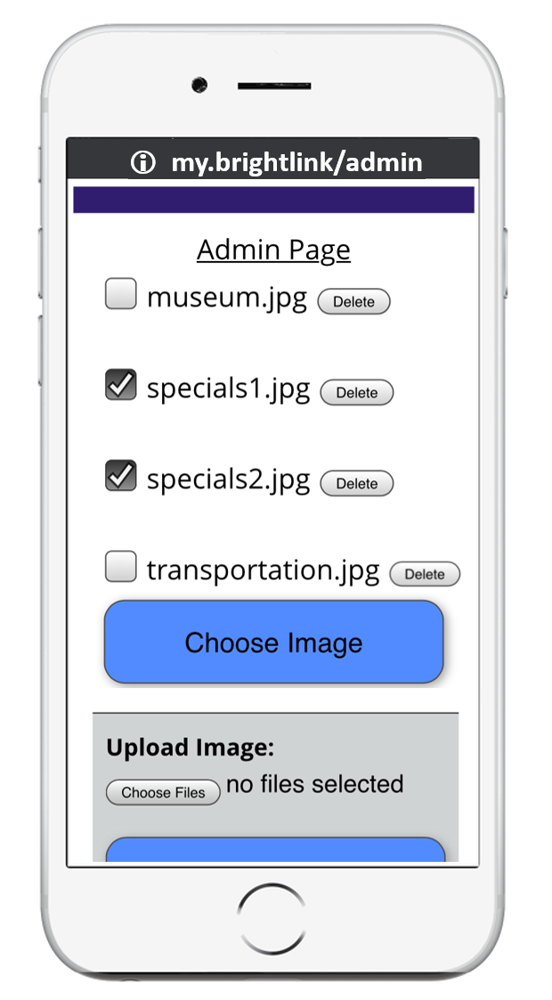 ⓘ my.brightlink/admin
Admin Page
museum.jpg Delete
specials1.jpg Delete
specials2.jpg Delete
transportation.jpg Delete
Choose Image
Upload Image:
Choose Files no files selected